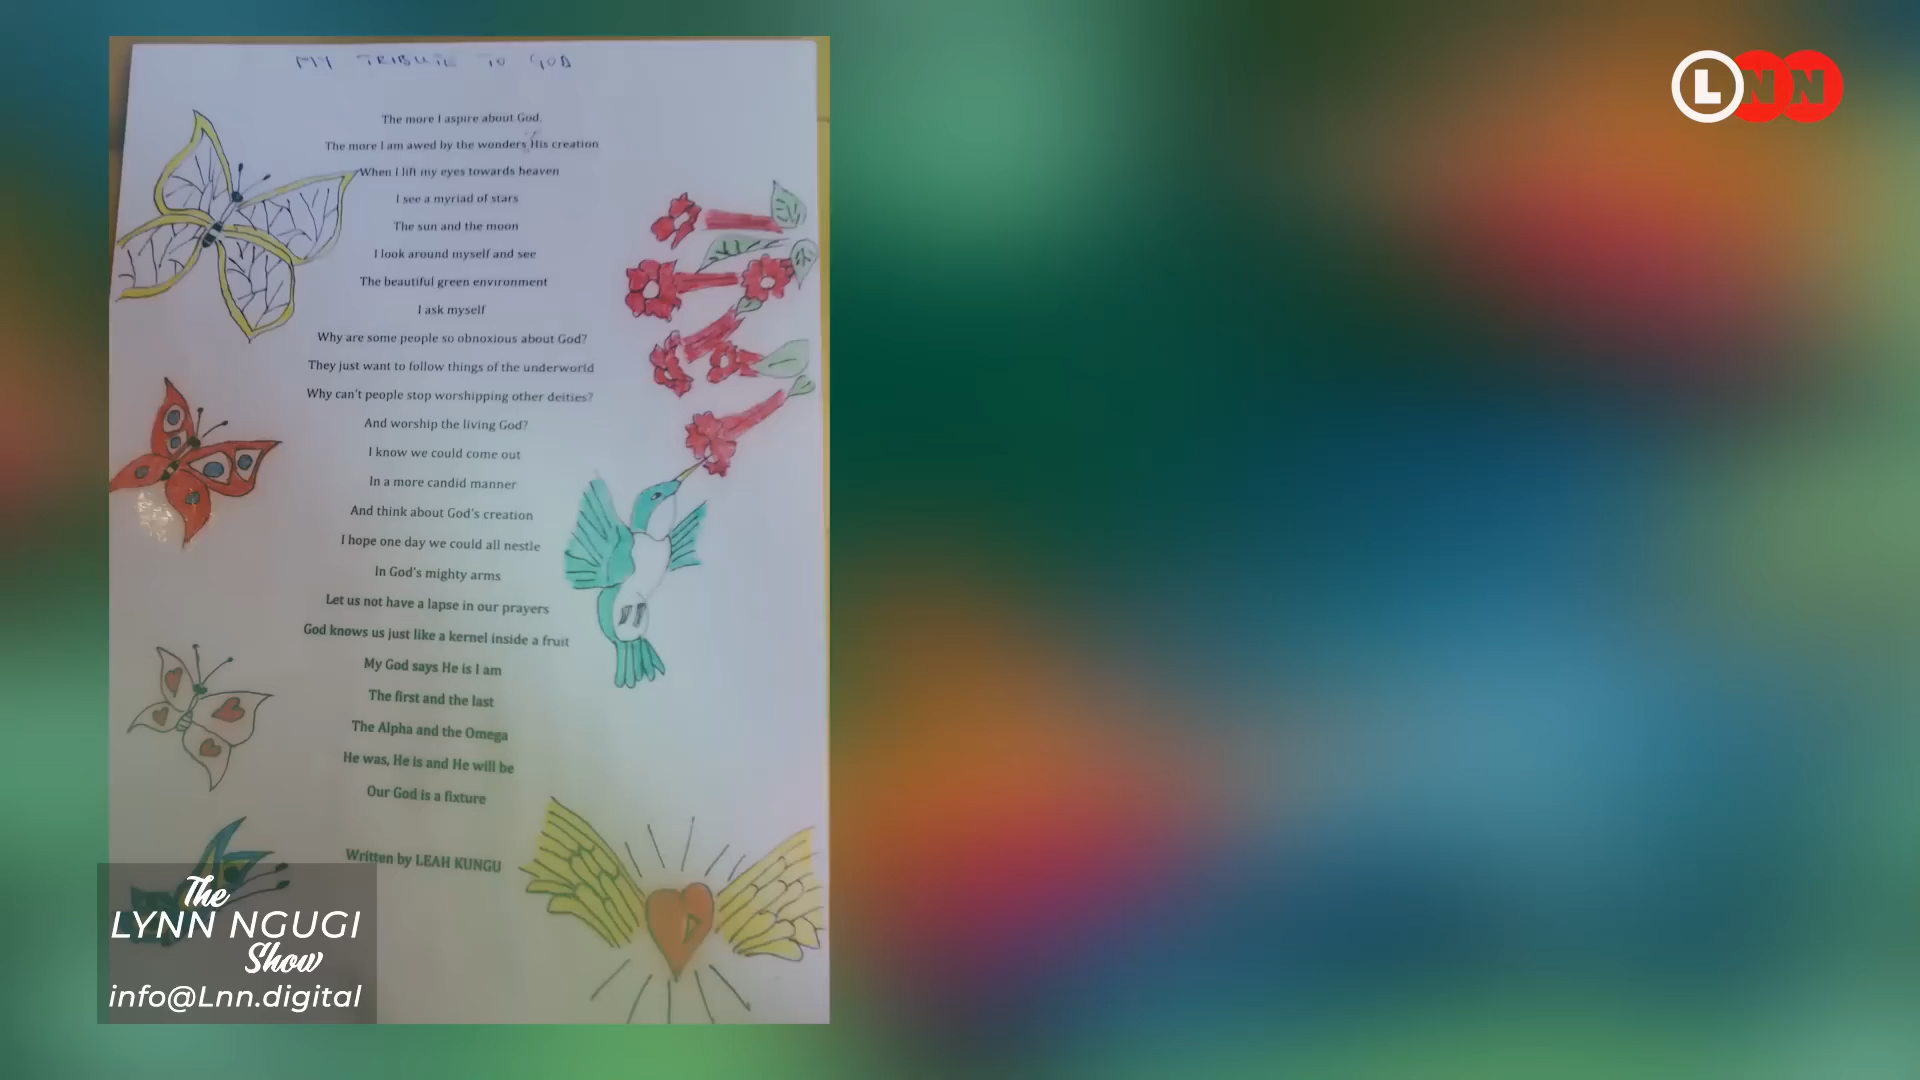 MY TRIBUTE TO GOD
The more I aspire about God,
The more I am awed by the wonders His creation
When I lift my eyes towards heaven
I see a myriad of stars
The sun and the moon
I look around myself and see
The beautiful green environment
I ask myself
Why are some people so obnoxious about God?
They just want to follow things of the underworld
Why can't people stop worshipping other deities?
And worship the living God?
I know we could come out
In a more candid manner
And think about God's creation
I hope one day we could all nestle
In God's mighty arms
Let us not have a lapse in our prayers
God knows us just like a kernel inside a fruit
My God says He is I am
The first and the last
The Alpha and the Omega
He was, He is and He will be
Our God is a fixture
Written by LEAH KUNGU
The
LYNN NGUGI
Show
info@Lnn.digital
LNN